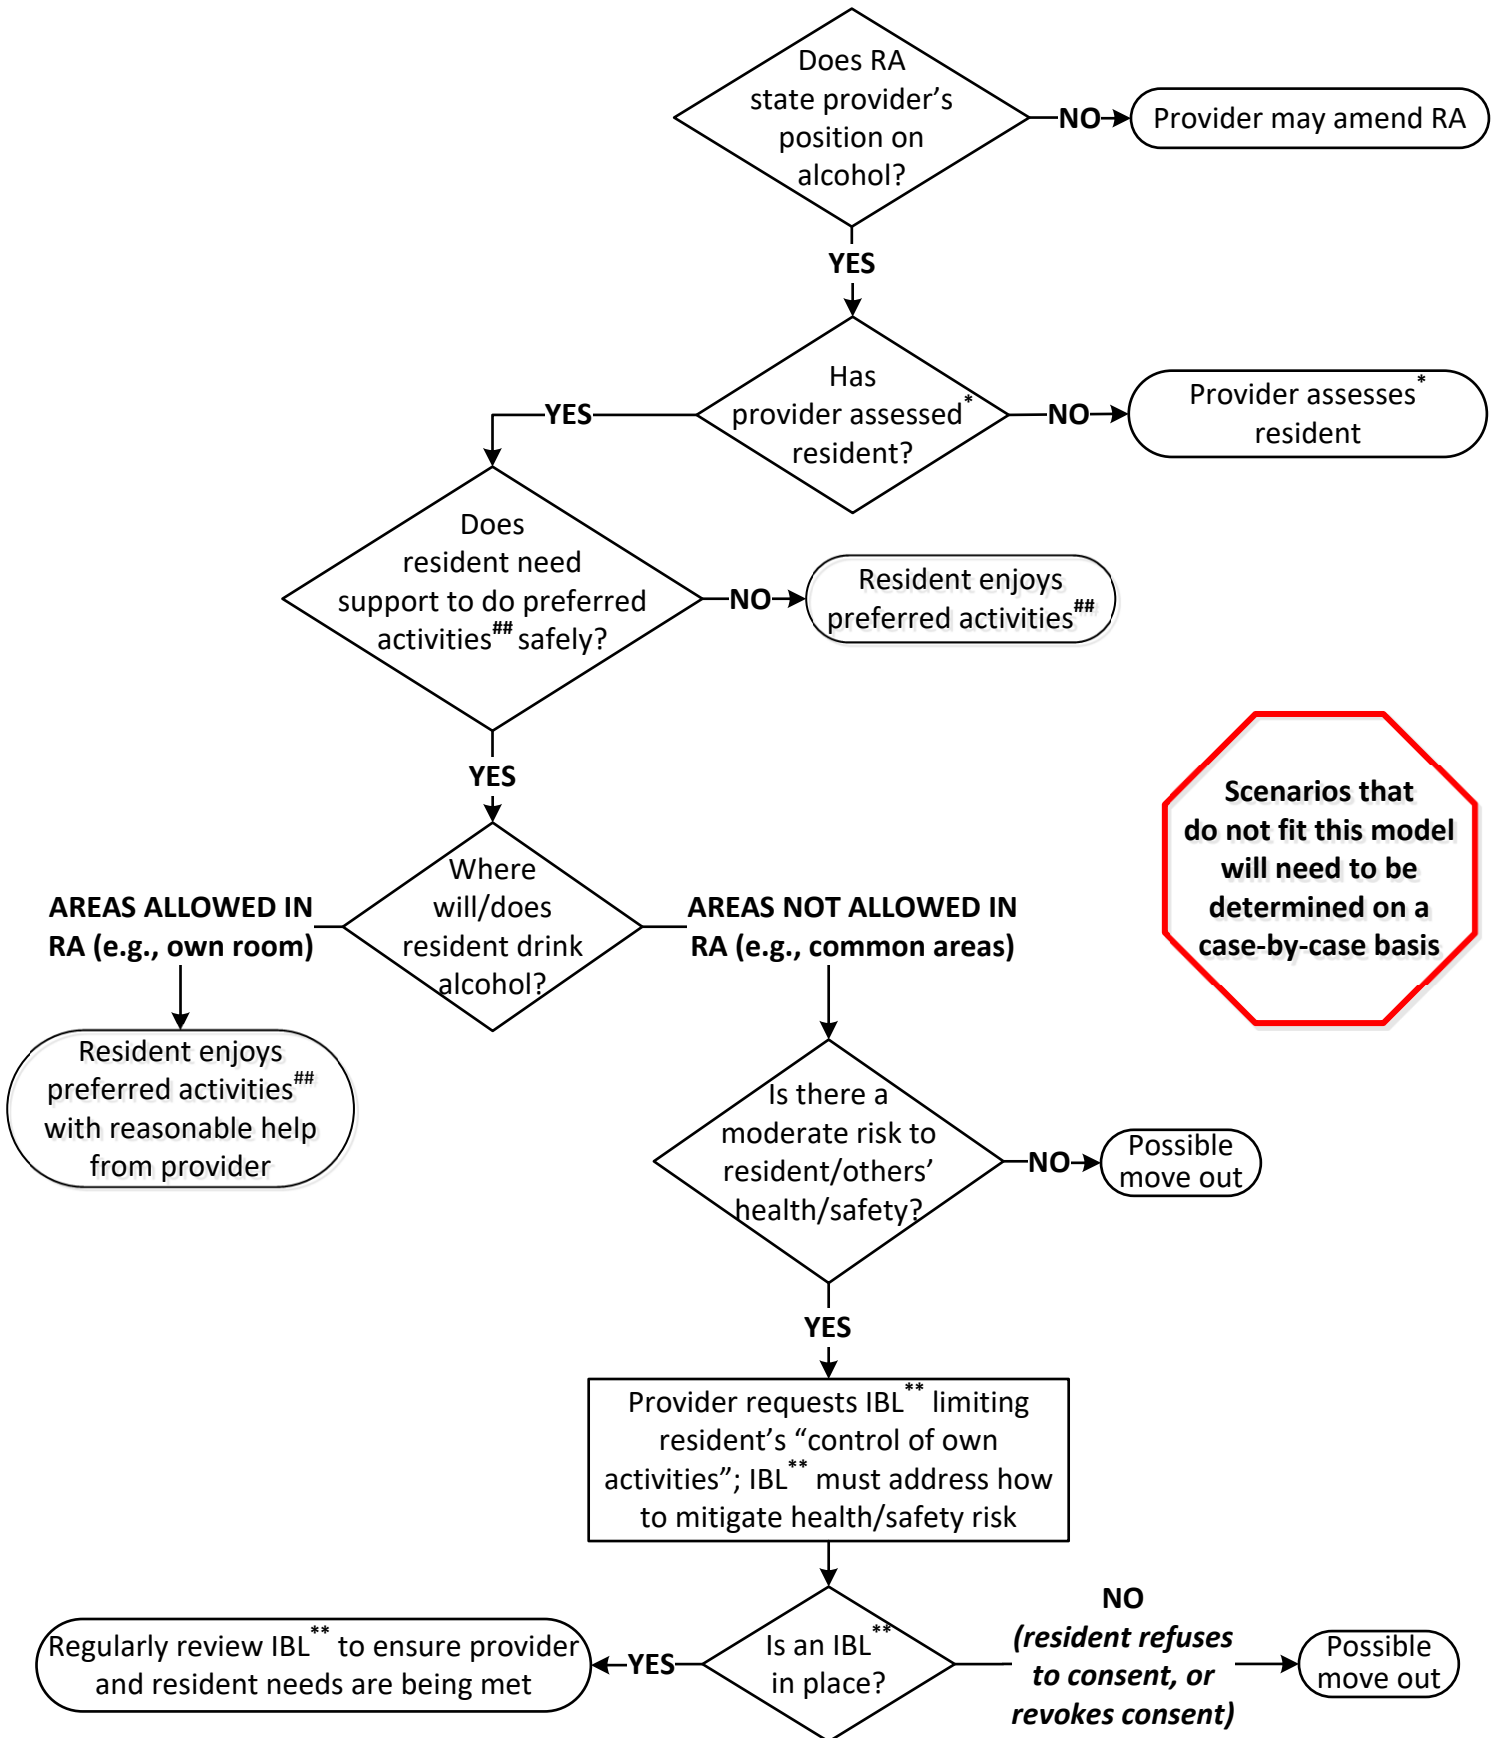 Does RA
state provider’s
position on
alcohol?
NO
Provider may amend RA
YES
Has
provider assessed*
resident?
YES
NO
Provider assesses*
resident
Does
resident need
support to do preferred
activities## safely?
NO
Resident enjoys
preferred activities##
YES
Scenarios that
do not fit this model
will need to be
determined on a
case-by-case basis
Where
will/does
resident drink
alcohol?
AREAS ALLOWED IN
RA (e.g., own room)
AREAS NOT ALLOWED IN
RA (e.g., common areas)
Resident enjoys
preferred activities##
with reasonable help
from provider
Is there a
moderate risk to
resident/others’
health/safety?
NO
Possible
move out
YES
Provider requests IBL** limiting
resident’s “control of own
activities”; IBL** must address how
to mitigate health/safety risk
Is an IBL**
in place?
YES
Regularly review IBL** to ensure provider
and resident needs are being met
NO
(resident refuses
to consent, or
revokes consent)
Possible
move out